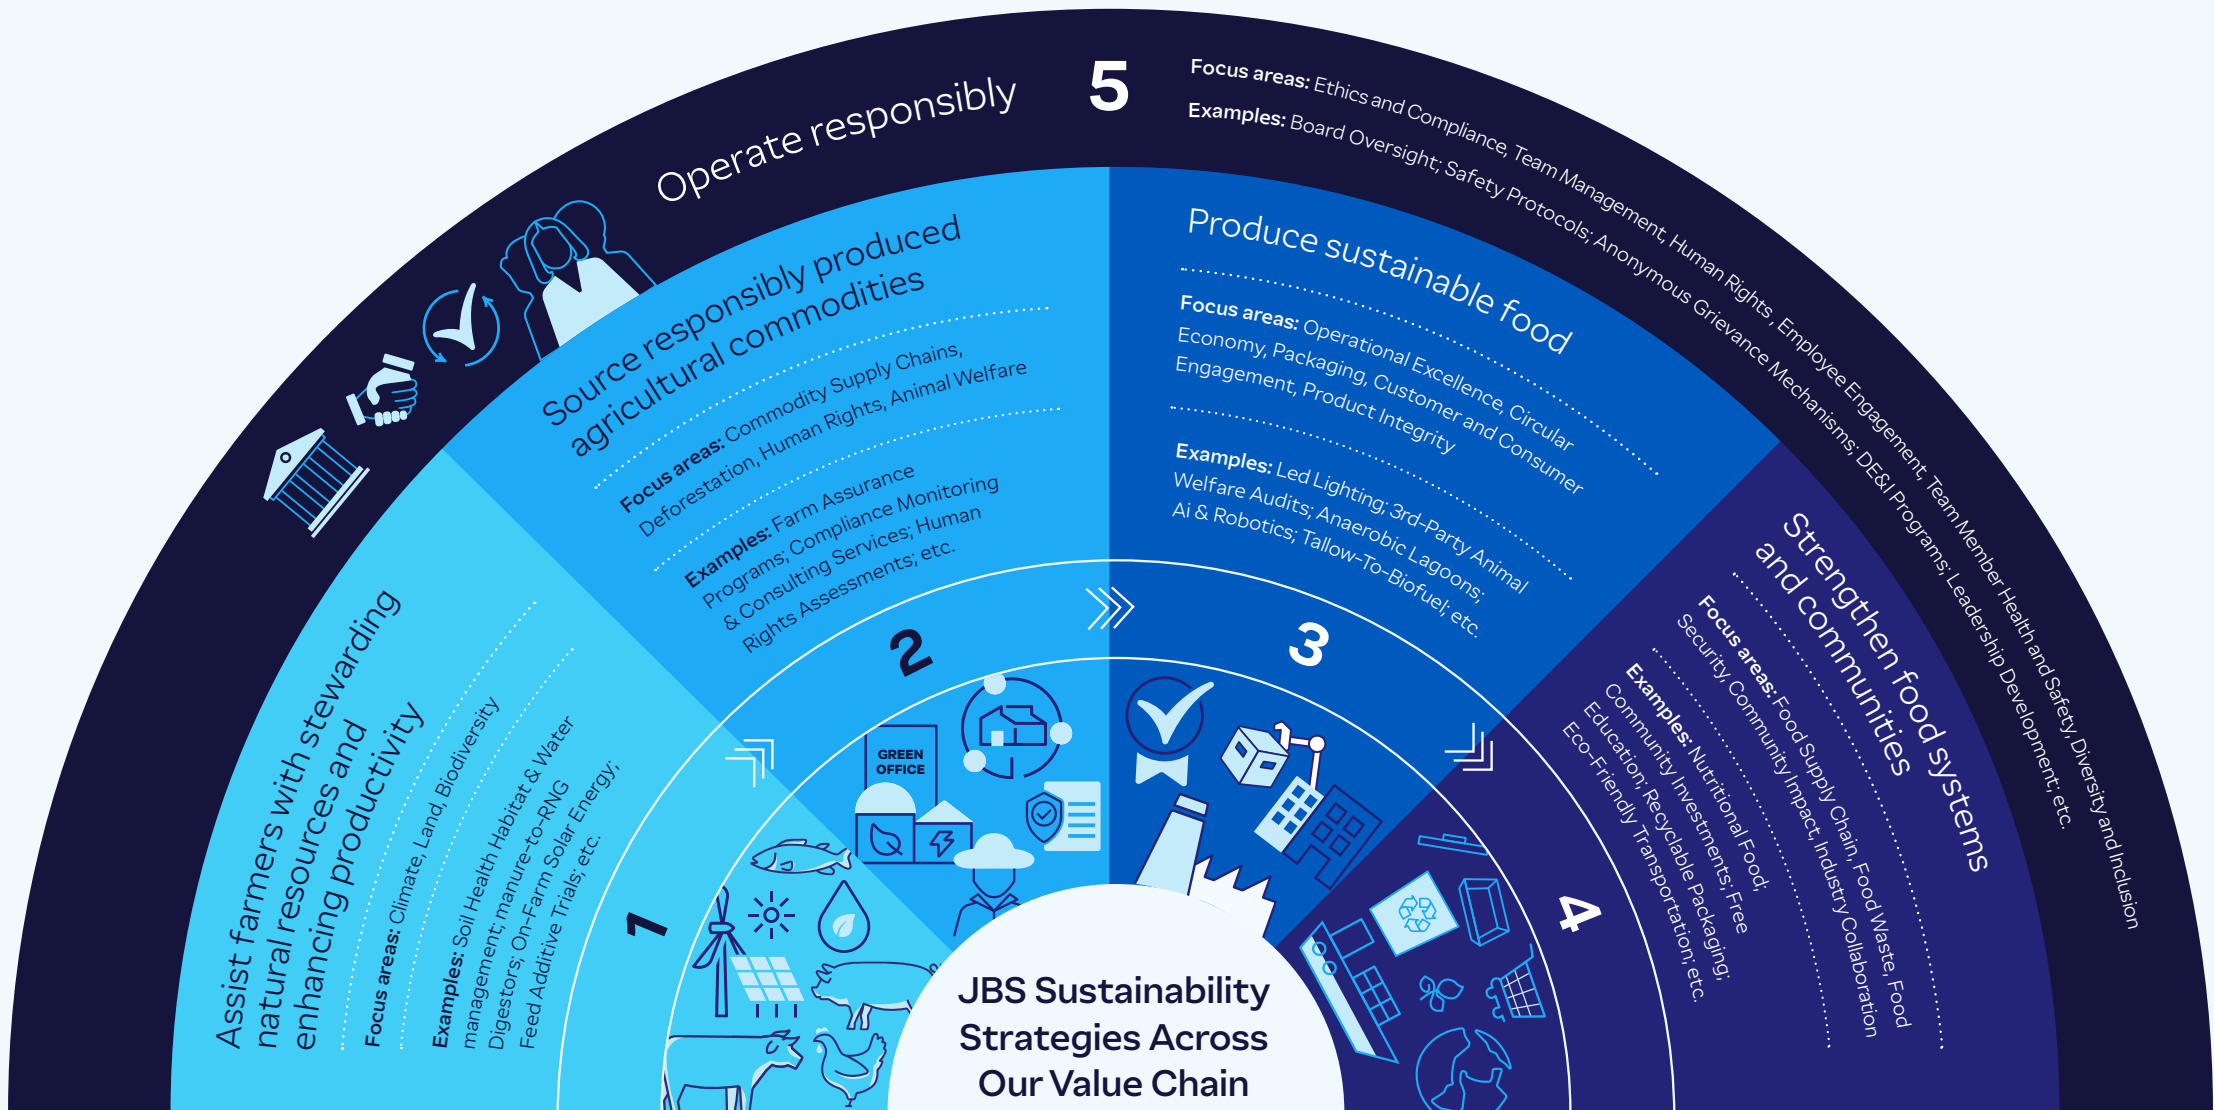 Operate responsibly
5
Focus areas: Ethics and Compliance, Team Management, Human Rights , Employee Engagement, Team Member Health and Safety, Diversity and Inclusion
Examples: Board Oversight; Safety Protocols; Anonymous Grievance Mechanisms; DE&I Programs; Leadership Development; etc.
Assist farmers with stewarding
natural resources and
enhancing productivity
Focus areas: Climate, Land, Biodiversity
Examples: Soil Health Habitat & Water
management; manure-to-RNG
Digestors; On-Farm Solar Energy;
Feed Additive Trials; etc.
1
Source responsibly produced
agricultural commodities
Focus areas: Commodity Supply Chains,
Deforestation, Human Rights, Animal Welfare
Examples: Farm Assurance
Programs; Compliance Monitoring
& Consulting Services; Human
Rights Assessments; etc.
2
GREEN
OFFICE
Produce sustainable food
Focus areas: Operational Excellence, Circular
Economy, Packaging, Customer and Consumer
Engagement, Product Integrity
Examples: Led Lighting; 3rd-Party Animal
Welfare Audits; Anaerobic Lagoons;
Ai & Robotics; Tallow-To-Biofuel; etc.
3
Strengthen food systems
and communities
Focus areas: Food Supply Chain, Food Waste, Food
Security, Community Impact, Industry Collaboration
Examples: Nutritional Food;
Community Investments; Free
Education; Recyclable Packaging;
Eco-Friendly Transportation; etc.
4
JBS Sustainability
Strategies Across
Our Value Chain